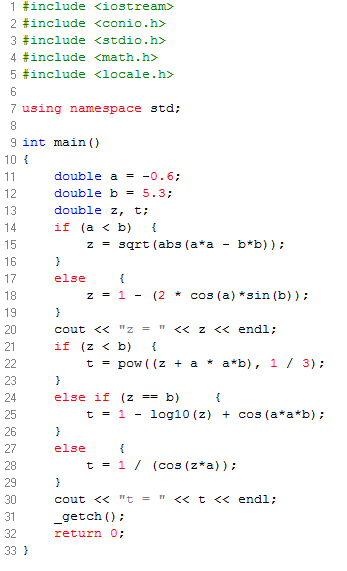 1 #include <iostream>
2 #include <conio.h>
3 #include <stdio.h>
4 #include <math.h>
5 #include <locale.h>
6
7 using namespace std;
8
9 int main()
10 {
11     double a = -0.6;
12     double b = 5.3;
13     double z, t;
14     if (a < b)  {
15         z = sqrt(abs(a*a - b*b));
16     }
17     else    {
18         z = 1 - (2 * cos(a)*sin(b));
19     }
20     cout << "z = " << z << endl;
21     if (z < b)  {
22         t = pow((z + a * a*b), 1 / 3);
23     }
24     else if (z == b)     {
25         t = 1 - log10(z) + cos(a*a*b);
26     }
27     else    {
28         t = 1 / (cos(z*a));
29     }
30     cout << "t = " << t << endl;
31     _getch();
32     return 0;
33 }